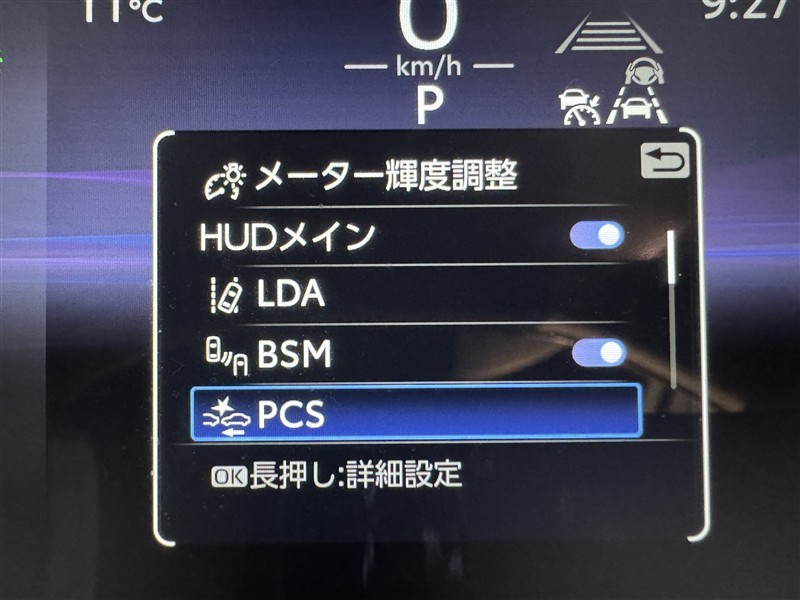 11℃
9:27
0
km/h
P
メーター輝度調整
HUDメイン
LDA
BSM
PCS
OK長押し:詳細設定